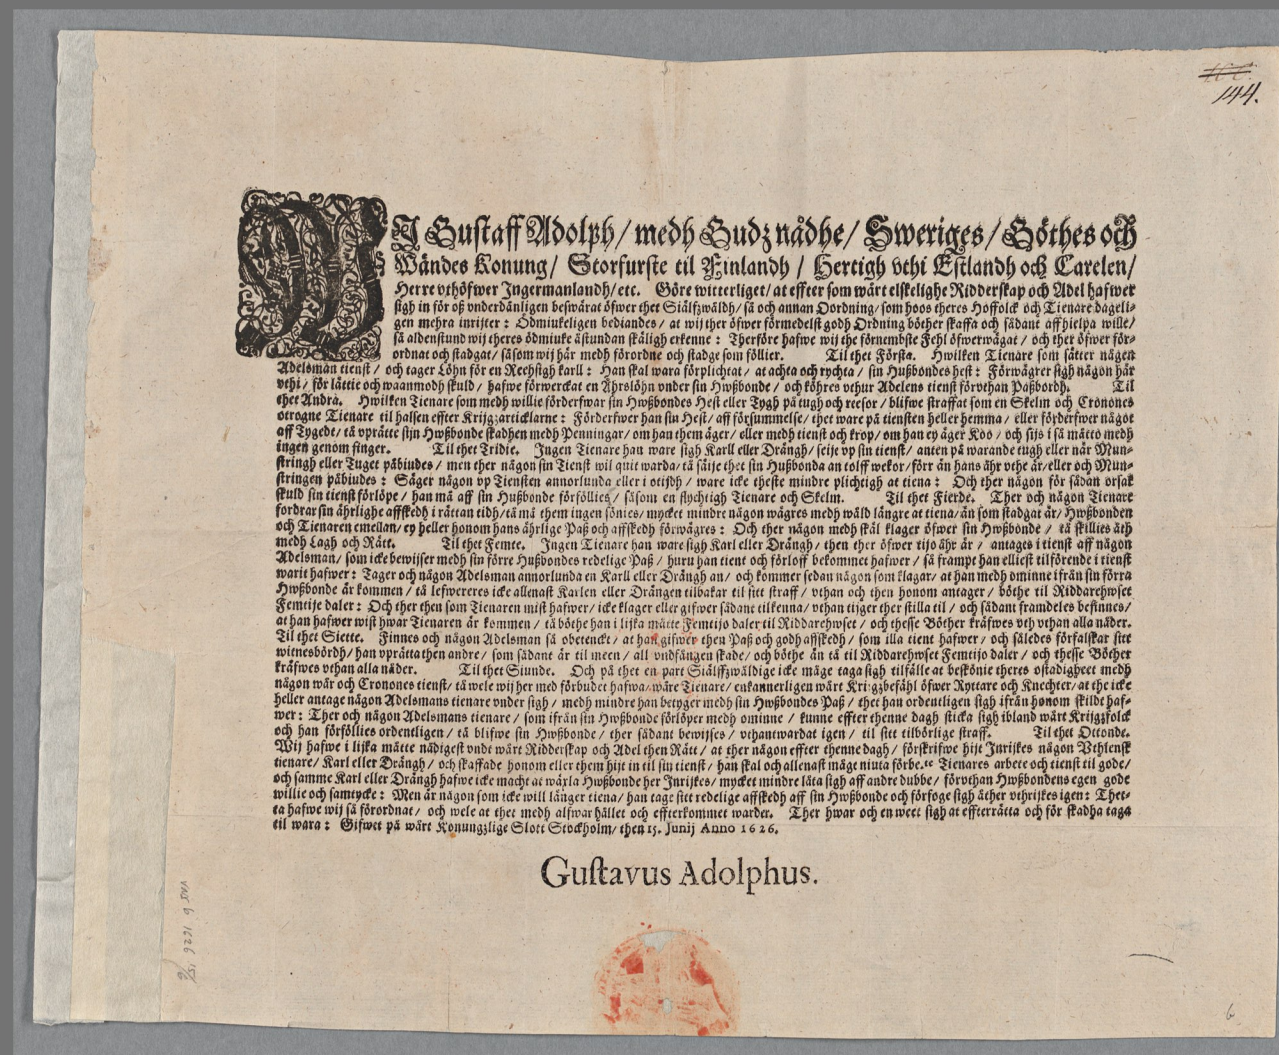 144.
WJ Gustaff Adolph / medh Gudz nådhe / Sweriges / Göthes och
Wändes Konung / Storfurste til Finlandh / Hertigh vthi Estlandh och Carelen /
Herre vthöfwer Ingermanlandh / etc. Göre witterliget / at effter som wårt elskelighe Ridderskap och Adel hafwer
sigh in för oß vnderdånligen beswärat öfwer thet Siälfzwåldh / så och annan Oordning / som hoos theres Hoffolck och Tienare dageli-
gen mehra inrijter : Ödmiukeligen bediandes / at wij ther öfwer förmedelst godh Ordning böther skaffa och sådant affhielpa wille /
så aldenstund wij theres ödmiuke åstundan skäligh erkenne : Therföre hafwe wij the förnembste Fehl öfwerwägat / och ther öfwer för-
ordnat och stadgat / såsom wij här medh förordne och stadge som föllier. Til thet Första. Hwilken Tienare som såtter någen
Adelsman tienst / och tager Löhn för en Rechsigh karll : Han skal wara förplichtat / at achta och rychta / sin Hußbondes hest : Förwägrer sigh någon här
vthi / för lättie och waanmodh skuld / hafwe förwerckat en Åhrslöhn vnder sin Hwßbonde / och köhres vthur Adelens tienst förvthan Paßbordh. Til
thet Andra. Hwilken Tienare som medh willie förderfwar sin Hwßbondes Hest eller Tygh på tugh och reesor / blifwe straffat som en Skelm och Cronones
otrogne Tienare til halsen effter Krijgzarticklarne : Förderfwer han sin Hest / aff försummelse / thet ware på tiensten heller hemma / eller förderfwer något
aff Tygedt / tå vprätte sijn Hwßbonde skadhen medh Penningar / om han them äger / eller medh tienst och krop / om han ey äger Koo / och sijs i så måtto medh
ingen genom finger. Til thet Tridie. Ingen Tienare han ware sigh Karll eller Drängh / seije vp sin tienst / anten på warande tugh eller när Mun-
stringh eller Tuget påbiudes / men ther någon sin Tienst wil quit warda / tå säije thet sin Hußbonda an tolff wekor / förr än hans åhr vthe är / eller och Mun-
stringen påbiudes : Säger någon vp Tiensten annorlunda eller i otijdh / ware icke theste mindre plichtigh at tiena : Och ther någon för sådan orsak
skuld sin tienst förlöpe / han må aff sin Hußbonde förföllies / såsom en flychtigh Tienare och Skelm. Til thet Fierde. Ther och någon Tienare
fordrar sin ährlighe affskedh i rättan tidh / tå må them ingen sönies / mycket mindre någon wägres medh wåld längre at tiena / än som stadgat är / Hwßbonden
och Tienaren emellan / ey heller honom hans ährlige Paß och affskedh förwägres : Och ther någon medh skäl klager öfwer sin Hwßbonde / tå skillies åth
medh Lagh och Rätt. Til thet Femte. Ingen Tienare han ware sigh Karl eller Drängh / then ther öfwer tijo åhr är / antages i tienst aff någon
Adelsman / som icke bewijser medh sin förre Hußbondes redelige Paß / huru han tient och förloff bekommet hafwer / så frampt han elliest tilförende i tienst
warit hafwer : Tager och någon Adelsman annorlunda en Karll eller Drängh an / och kommer sedan någon som klagar / at han medh ominne ifrån sin förra
Hwßbonde är kommen / tå lefwereres icke allenast Karlen eller Drängen tilbakar til sitt straff / vthan och then honom antager / böthe til Riddarehwset
Femtije daler : Och ther then som Tienaren mist hafwer / icke klager eller gifwer sådant tilkenna / vthan tijger ther stilla til / och sådant framdeles befinnes /
at han hafwer wist hwar Tienaren är kommen / tå böthe han i lijka måtte Femtijo daler til Riddarehwset / och thesse Böther kräfwes vth vthan alla nåder.
Til thet Siette. Finnes och någon Adelsman så obetenckt / at han gifwer then Paß och godh affskedh / som illa tient hafwer / och således förfalskar sitt
witnesbördh / han vprätta then andre / som sådant är til meen / all vndfången skade / och böthe än tå til Riddarehwset Femtijo daler / och thesse Böther
kräfwes vthan alla nåder. Til thet Siunde. Och på thet en part Siälffzwåldige icke måge taga sigh tilfälle at beskönie theres ostadigheet medh
någon wår och Cronones tienst / tå wele wij her med förbudet hafwa / wåre Tienare / enkannerligen wårt Krigzbefähl öfwer Ryttare och Knechter / at the icke
heller antage någon Adelsmans tienare vnder sigh / medh mindre han betyger medh sin Hwßbondes Paß / thet han ordentligen sigh ifrån honom skildt haf-
wer : Ther och någon Adelsmans tienare / som ifrån sin Hwßbonde förlöper medh ominne / kunne effter thenne dagh sticka sigh ibland wårt Krijgzfolck
och han förföllies ordentligen / tå blifwe sin Hwßbonde / ther sådant bewijses / vthantwardat igen / til sitt tilbörlige straff. Til thet Ottonde.
Wij hafwe i lijka måtte nådigest vndt wårt Ridderskap och Adel then Rätt / at ther någon effter thenne dagh / förskrifwe hijt Inrijkes någon Vthlensk
tienare / Karl eller Drängh / och skaffade honom eller them hijt in til sin tienst / han skal och allenast måge niuta förbe.te Tienares arbete och tienst til gode /
och samme Karl eller Drängh hafwe icke macht at wäxla Hwßbonde her Inrijkes / mycket mindre låta sigh aff andre dubbe / förvthan Hwßbondens egen gode
willie och samtycke : Men är någon som icke will länger tiena / han tage sitt redelige affskedh aff sin Hwßbonde och förfoge sigh åther vthrijkes igen : Thet-
ta hafwe wij så förordnat / och wele at thet medh alfwar hållet och effterkommet warder. Ther hwar och en weet sigh at effterrätta och för skadha taga
til wara : Gifwet på wårt Konungzlige Slott Stockholm / then 15. Junij Anno 1626.
Gustavus Adolphus.
1626 15/6
6